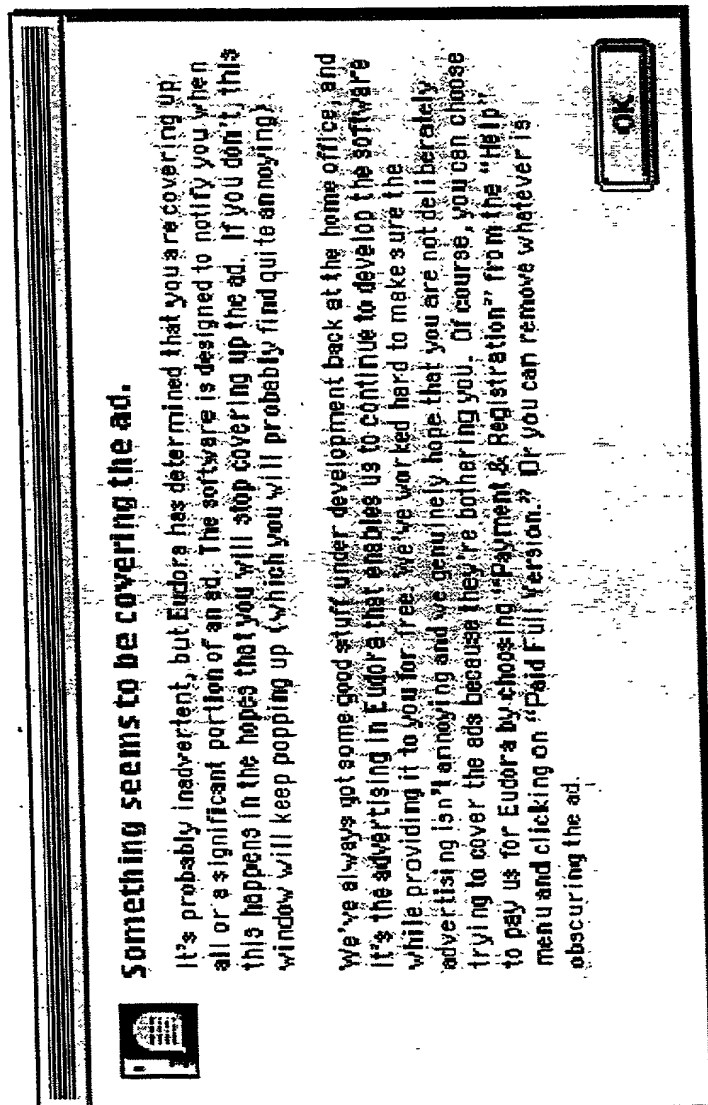 Something seems to be covering the ad.
It's probably inadvertent, but Eudora has determined that you are covering up
all or a significant portion of an ad. The software is designed to notify you when
this happens in the hopes that you will stop covering up the ad. If you don't, this
window will keep popping up (which you will probably find quite annoying).
We've always got some good stuff under development back at the home office, and
it's the advertising in Eudora that enables us to continue to develop the software
while providing it to you for free. We've worked hard to make sure the
advertising isn't annoying and we genuinely hope that you are not deliberately
trying to cover the ads because they're bothering you. Of course, you can choose
to pay us for Eudora by choosing "Payment & Registration" from the "Help"
menu and clicking on "Paid Full Version." Or you can remove whatever is
obscuring the ad.
OK